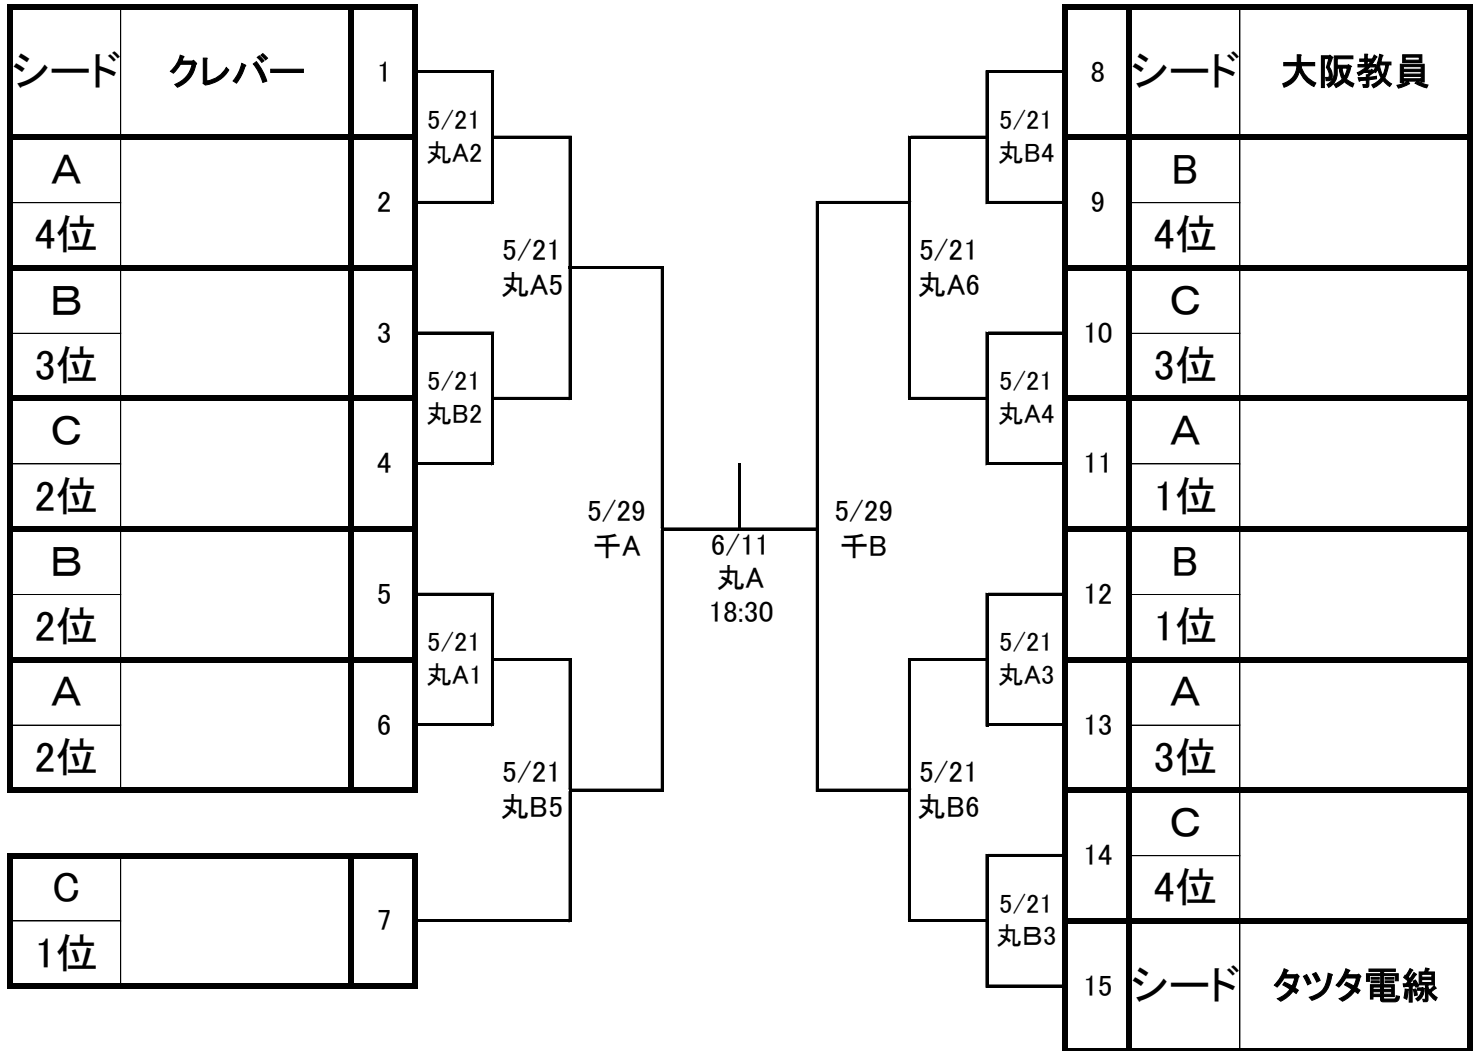 シード クレバー 1
A
4位
2
B
3位
3
C
2位
4
B
2位
5
A
2位
6
C
1位
7
5/21
丸A2
5/21
丸B2
5/21
丸A1
5/21
丸A5
5/21
丸B5
5/29
千A
6/11
丸A
18:30
5/29
千B
5/21
丸A6
5/21
丸B6
5/21
丸B4
5/21
丸A4
5/21
丸A3
5/21
丸B3
8 シード 大阪教員
9
B
4位
10
C
3位
11
A
1位
12
B
1位
13
A
3位
14
C
4位
15 シード タツタ電線